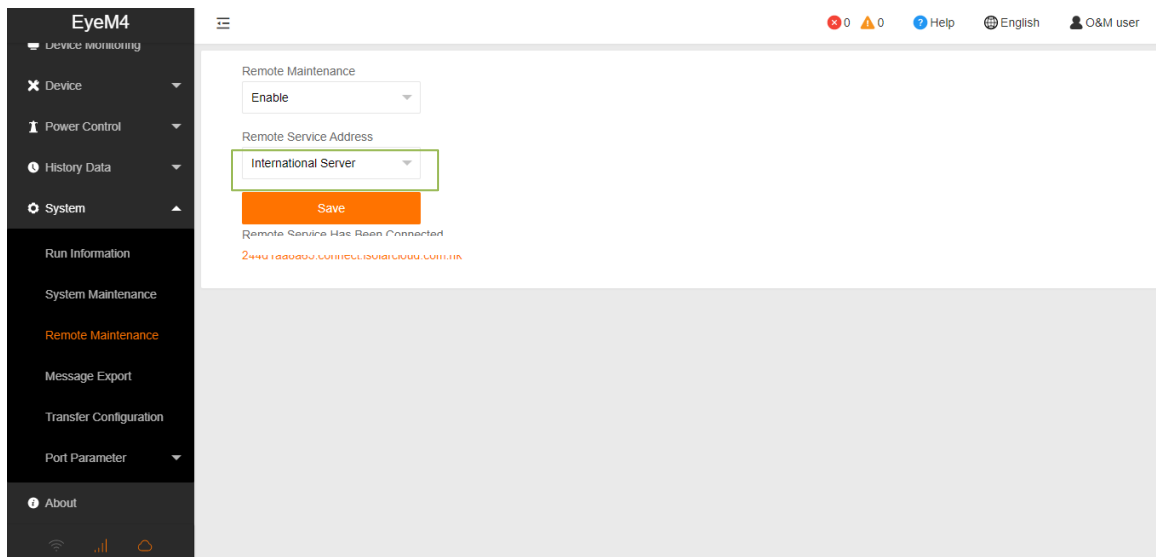 EyeM4
0
0
Help
English
O&M user
Device Monitoring
Device
Power Control
History Data
System
Run Information
System Maintenance
Remote Maintenance
Message Export
Transfer Configuration
Port Parameter
About
Remote Maintenance
Enable
Remote Service Address
International Server
Save
Remote Service Has Been Connected